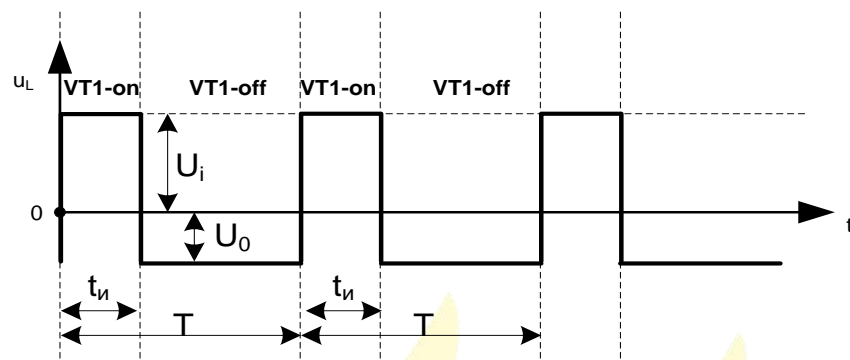 u_L VT1-on VT1-off VT1-on VT1-off
U_i
0 t
U_0
t_и t_и
T T